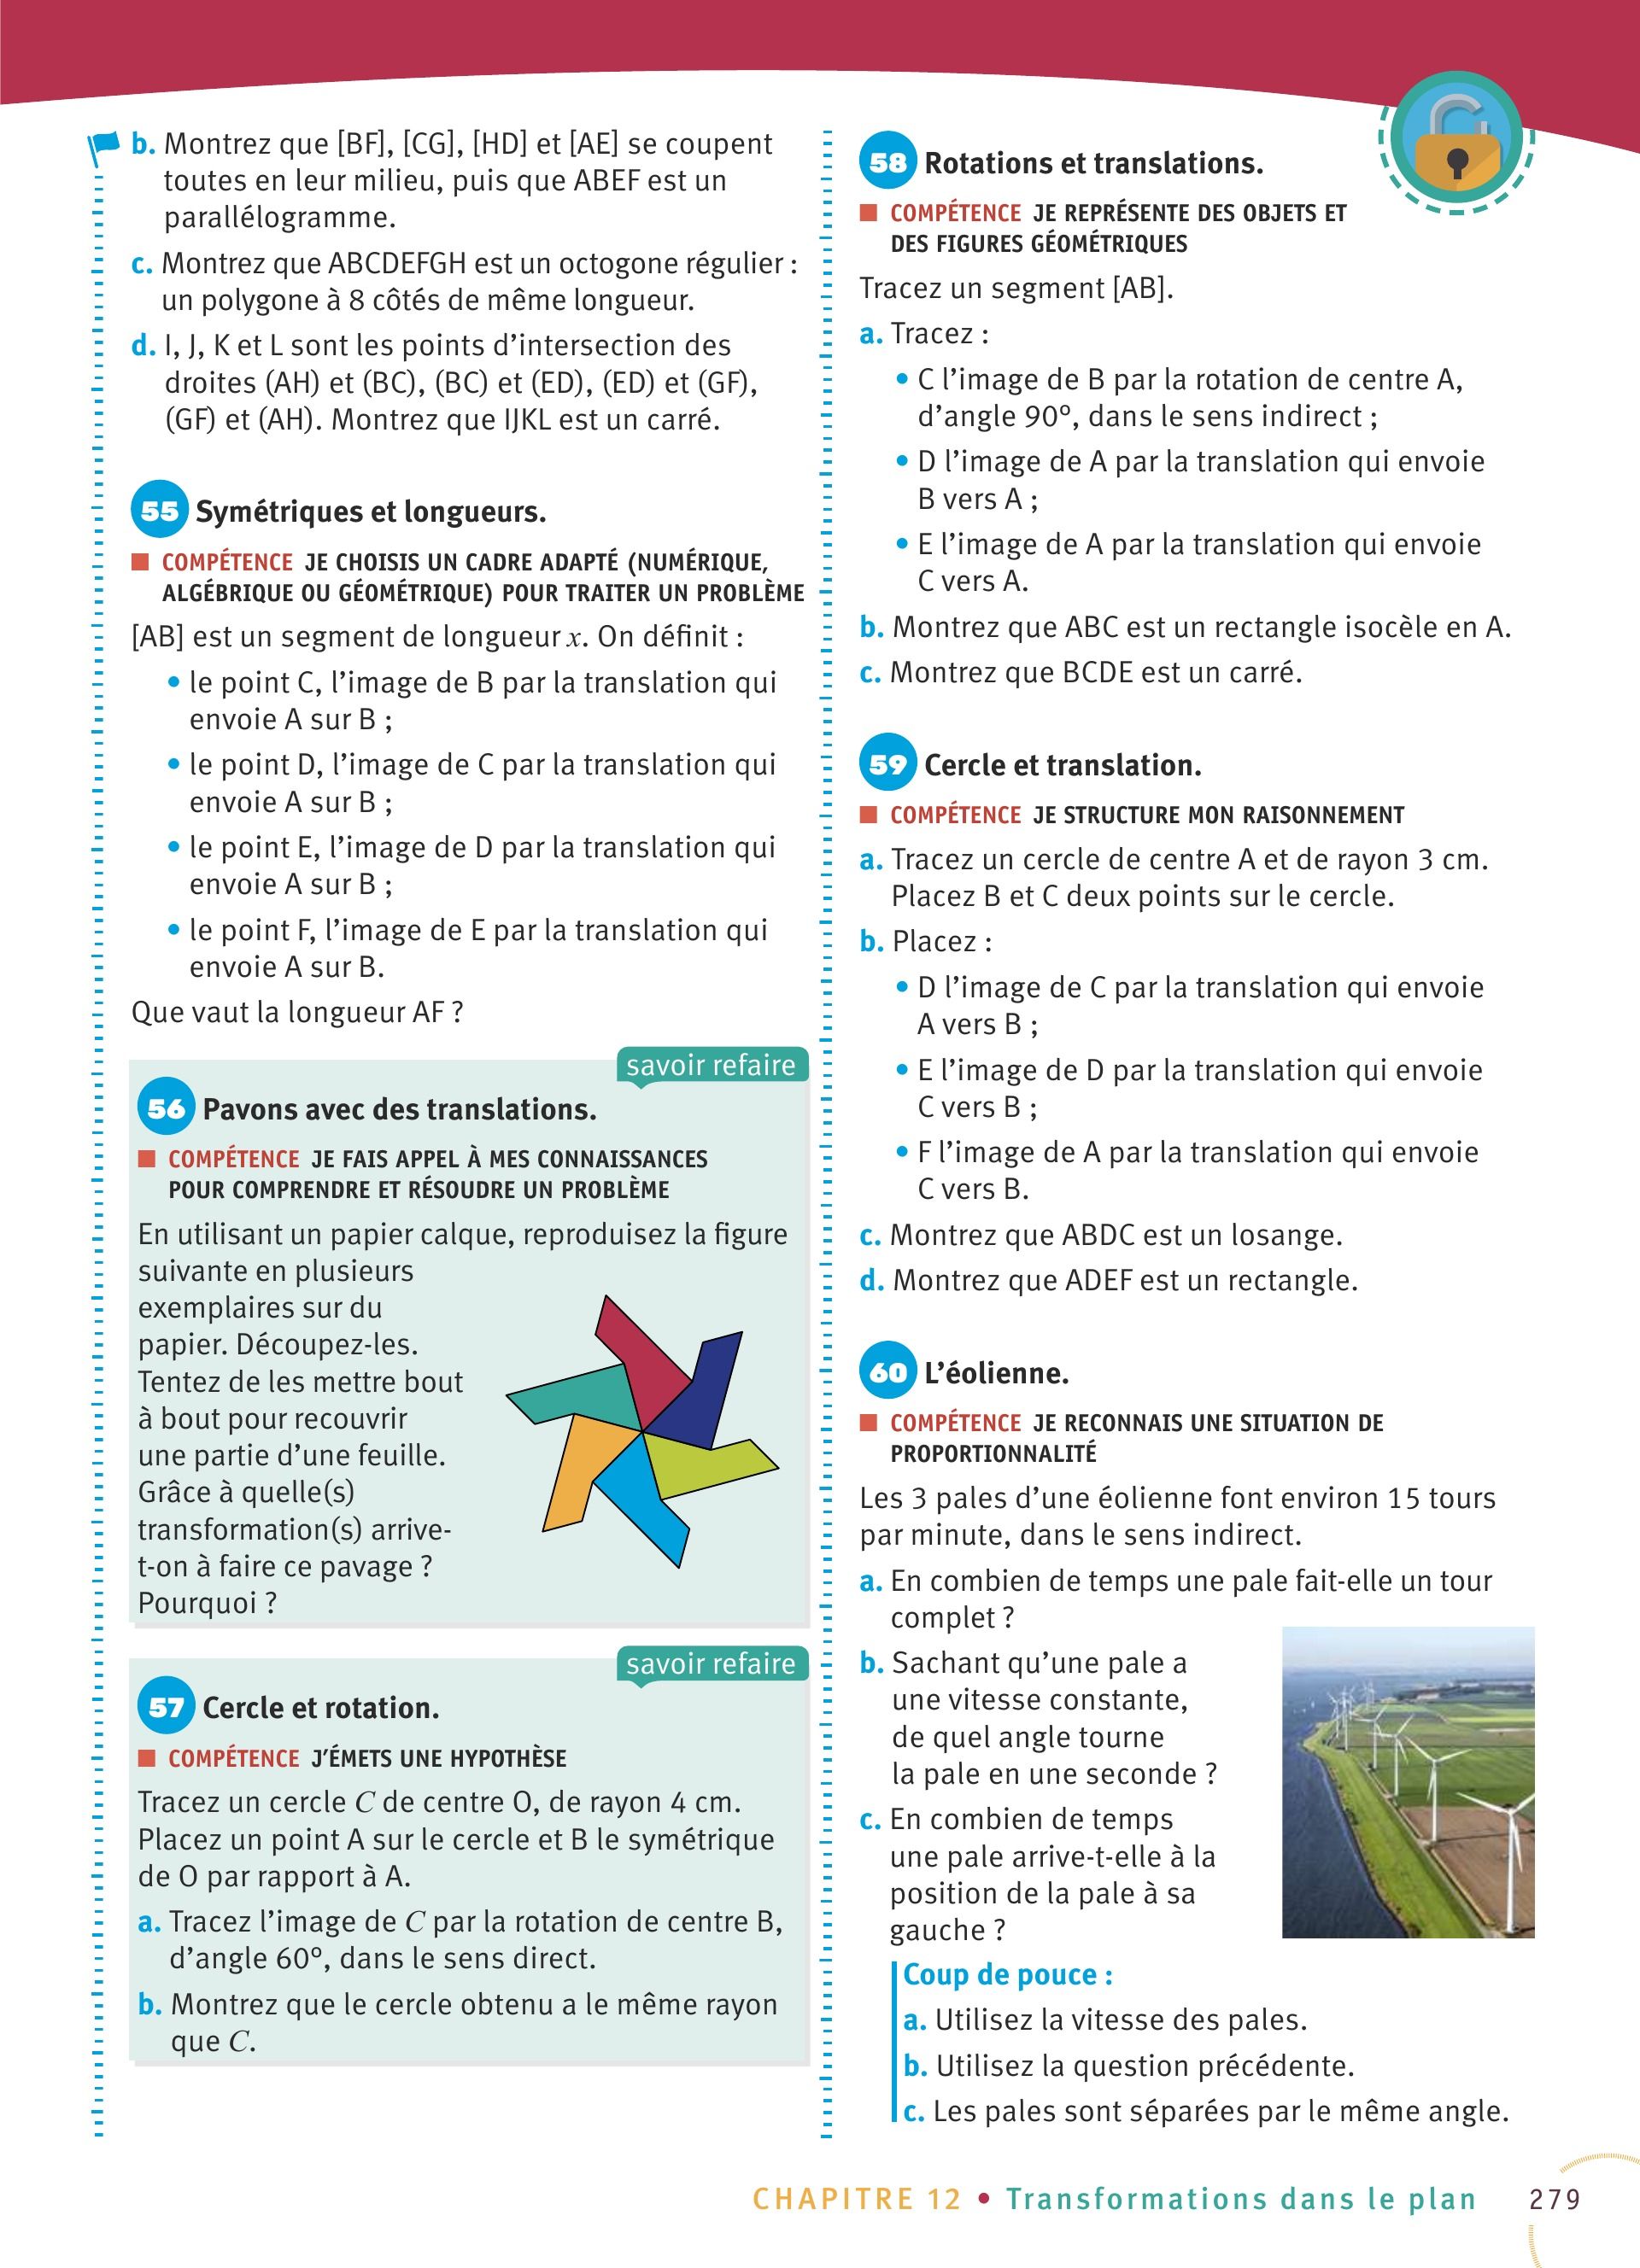 b. Montrez que [BF], [CG], [HD] et [AE] se coupent
toutes en leur milieu, puis que ABEF est un
parallélogramme.
c. Montrez que ABCDEFGH est un octogone régulier :
un polygone à 8 côtés de même longueur.
d. I, J, K et L sont les points d’intersection des
droites (AH) et (BC), (BC) et (ED), (ED) et (GF),
(GF) et (AH). Montrez que IJKL est un carré.
55 Symétriques et longueurs.
COMPÉTENCE JE CHOISIS UN CADRE ADAPTÉ (NUMÉRIQUE,
ALGÉBRIQUE OU GÉOMÉTRIQUE) POUR TRAITER UN PROBLÈME
[AB] est un segment de longueur x. On définit :
• le point C, l’image de B par la translation qui
envoie A sur B ;
• le point D, l’image de C par la translation qui
envoie A sur B ;
• le point E, l’image de D par la translation qui
envoie A sur B ;
• le point F, l’image de E par la translation qui
envoie A sur B.
Que vaut la longueur AF ?
savoir refaire
56 Pavons avec des translations.
COMPÉTENCE JE FAIS APPEL À MES CONNAISSANCES
POUR COMPRENDRE ET RÉSOUDRE UN PROBLÈME
En utilisant un papier calque, reproduisez la figure
suivante en plusieurs
exemplaires sur du
papier. Découpez-les.
Tentez de les mettre bout
à bout pour recouvrir
une partie d’une feuille.
Grâce à quelle(s)
transformation(s) arrive-
t-on à faire ce pavage ?
Pourquoi ?
savoir refaire
57 Cercle et rotation.
COMPÉTENCE J’ÉMETS UNE HYPOTHÈSE
Tracez un cercle C de centre O, de rayon 4 cm.
Placez un point A sur le cercle et B le symétrique
de O par rapport à A.
a. Tracez l’image de C par la rotation de centre B,
d’angle 60°, dans le sens direct.
b. Montrez que le cercle obtenu a le même rayon
que C.
58 Rotations et translations.
COMPÉTENCE JE REPRÉSENTE DES OBJETS ET
DES FIGURES GÉOMÉTRIQUES
Tracez un segment [AB].
a. Tracez :
• C l’image de B par la rotation de centre A,
d’angle 90°, dans le sens indirect ;
• D l’image de A par la translation qui envoie
B vers A ;
• E l’image de A par la translation qui envoie
C vers A.
b. Montrez que ABC est un rectangle isocèle en A.
c. Montrez que BCDE est un carré.
59 Cercle et translation.
COMPÉTENCE JE STRUCTURE MON RAISONNEMENT
a. Tracez un cercle de centre A et de rayon 3 cm.
Placez B et C deux points sur le cercle.
b. Placez :
• D l’image de C par la translation qui envoie
A vers B ;
• E l’image de D par la translation qui envoie
C vers B ;
• F l’image de A par la translation qui envoie
C vers B.
c. Montrez que ABDC est un losange.
d. Montrez que ADEF est un rectangle.
60 L’éolienne.
COMPÉTENCE JE RECONNAIS UNE SITUATION DE
PROPORTIONNALITÉ
Les 3 pales d’une éolienne font environ 15 tours
par minute, dans le sens indirect.
a. En combien de temps une pale fait-elle un tour
complet ?
b. Sachant qu’une pale a
une vitesse constante,
de quel angle tourne
la pale en une seconde ?
c. En combien de temps
une pale arrive-t-elle à la
position de la pale à sa
gauche ?
Coup de pouce :
a. Utilisez la vitesse des pales.
b. Utilisez la question précédente.
c. Les pales sont séparées par le même angle.
CHAPITRE 12 • Transformations dans le plan 279